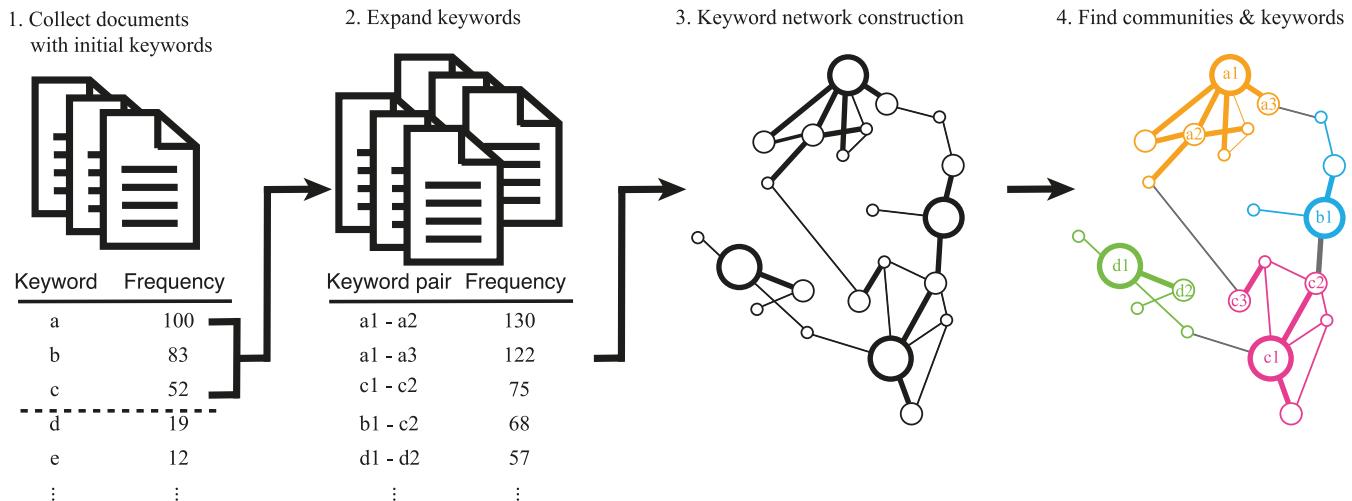 1. Collect documents
with initial keywords
2. Expand keywords
3. Keyword network construction
4. Find communities & keywords
Keyword Frequency
a 100
b 83
c 52
d 19
e 12
⋮ ⋮
Keyword pair Frequency
a1 - a2 130
a1 - a3 122
c1 - c2 75
b1 - c2 68
d1 - d2 57
⋮ ⋮
a1
a3
a2
b1
d1
d2
c2
c3
c1